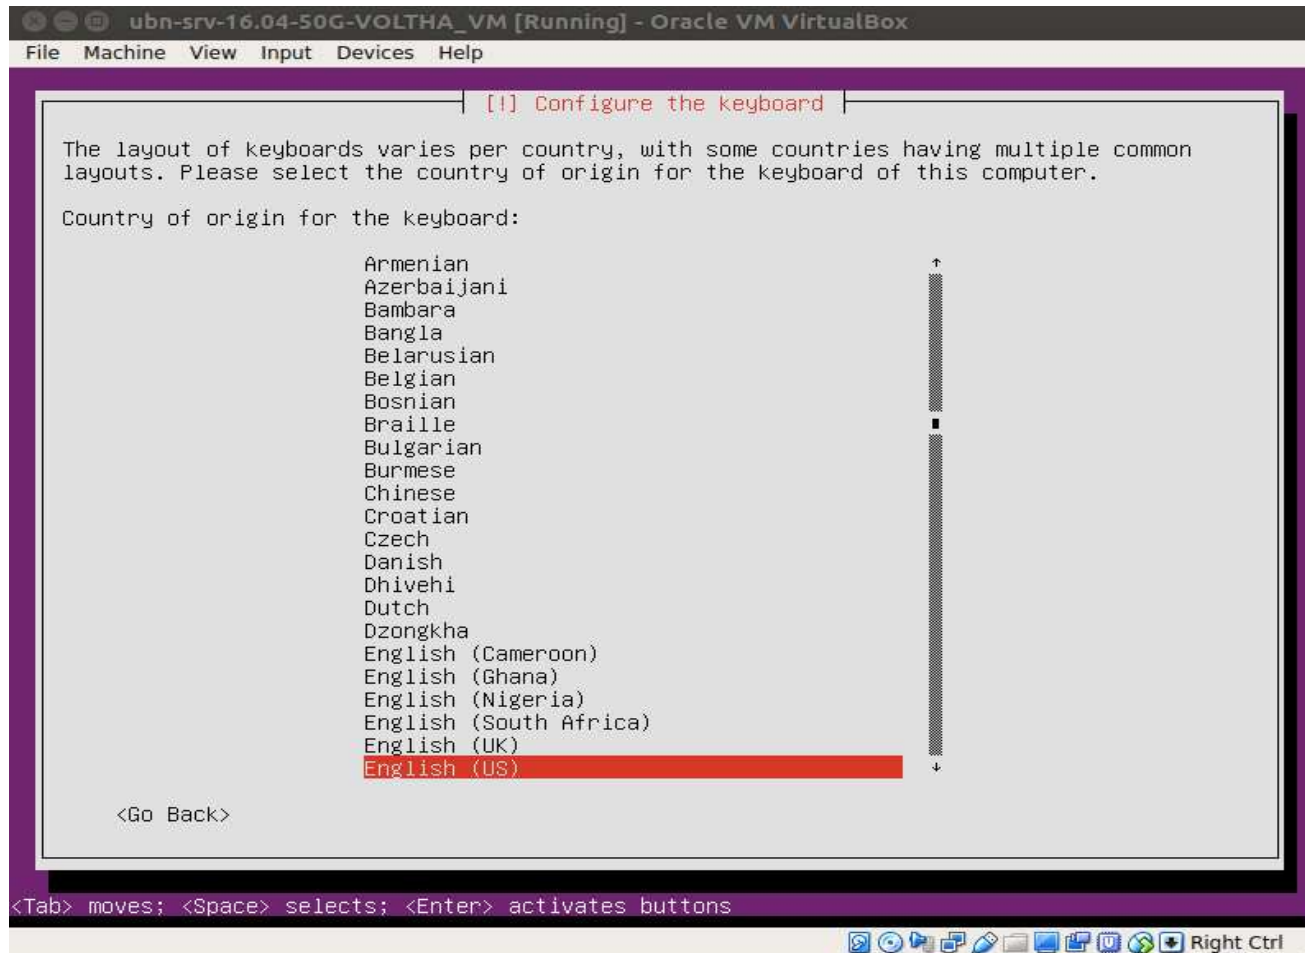 ubn-srv-16.04-50G-VOLTHA_VM [Running] - Oracle VM VirtualBox
File Machine View Input Devices Help
[!] Configure the keyboard
The layout of keyboards varies per country, with some countries having multiple common
layouts. Please select the country of origin for the keyboard of this computer.
Country of origin for the keyboard:
Armenian
Azerbaijani
Bambara
Bangla
Belarusian
Belgian
Bosnian
Braille
Bulgarian
Burmese
Chinese
Croatian
Czech
Danish
Dhivehi
Dutch
Dzongkha
English (Cameroon)
English (Ghana)
English (Nigeria)
English (South Africa)
English (UK)
English (US)
<Go Back>
<Tab> moves; <Space> selects; <Enter> activates buttons
Right Ctrl